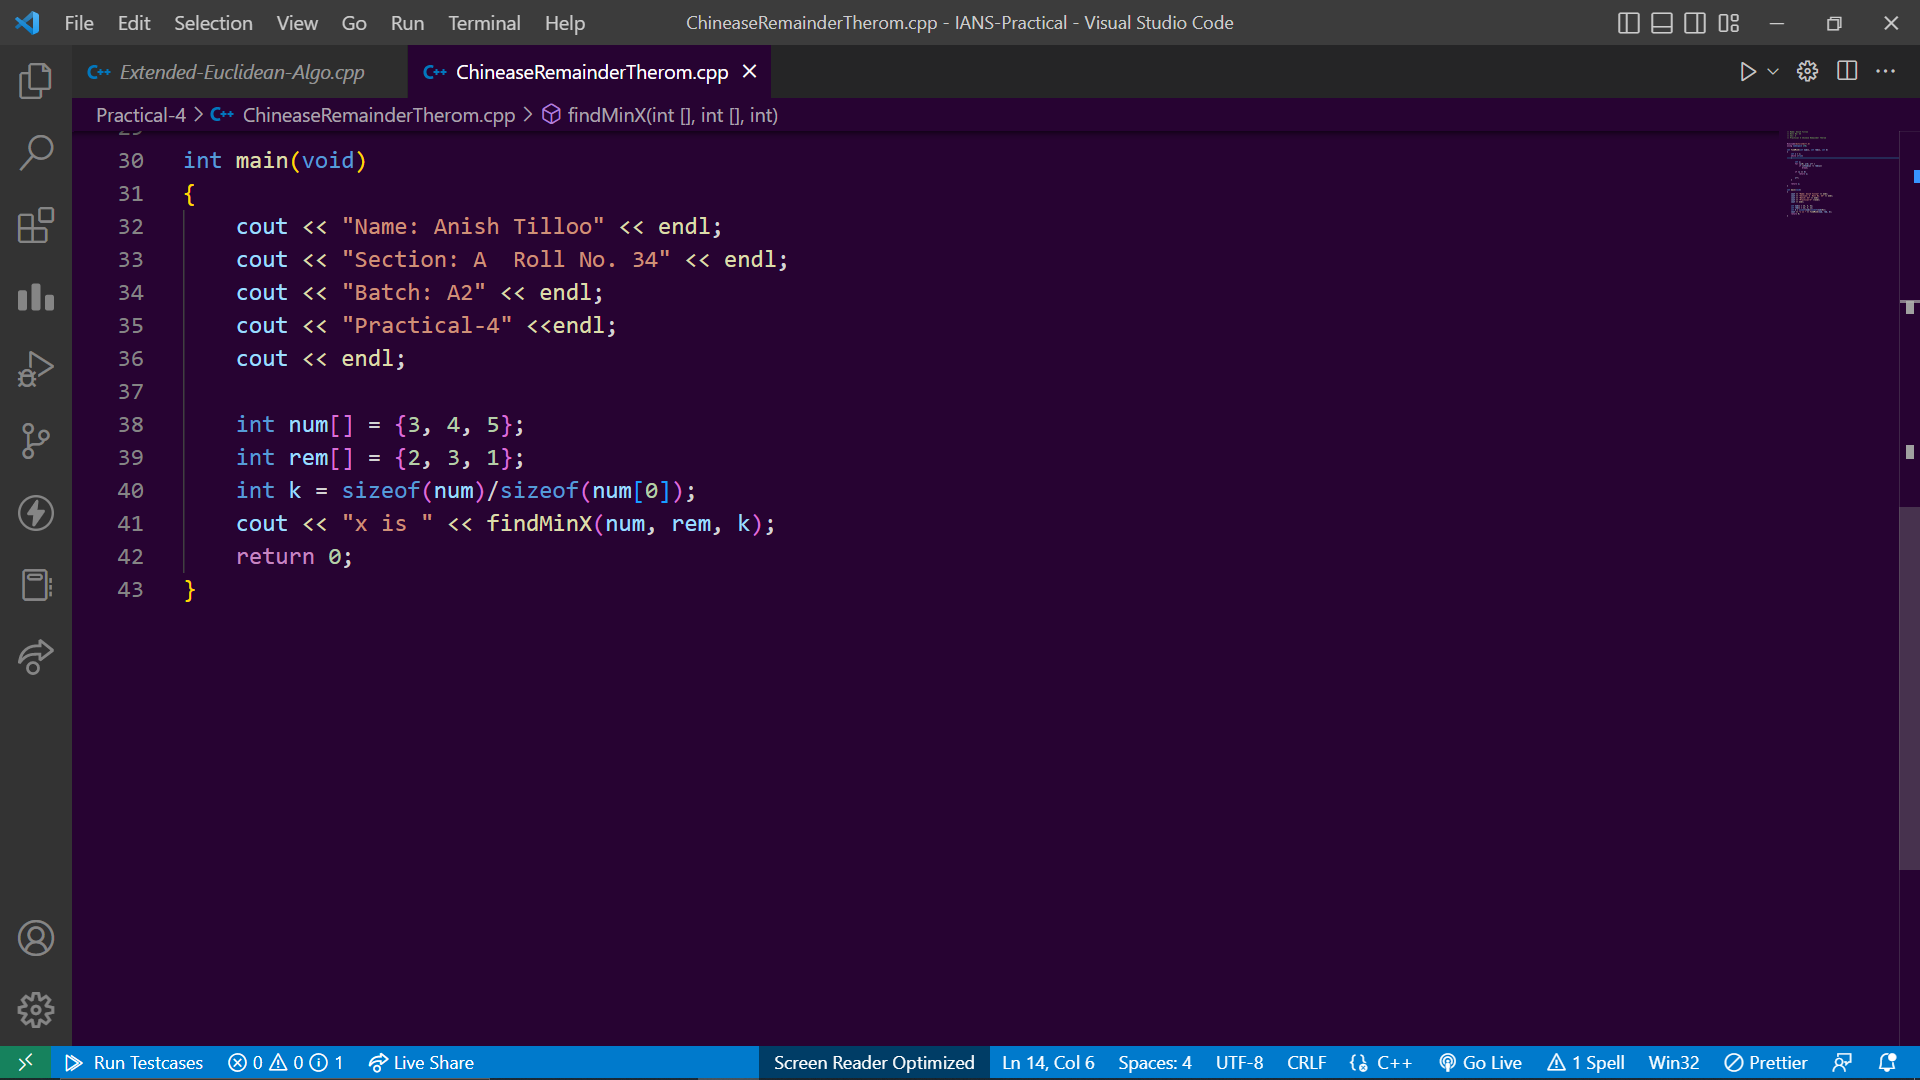 File Edit Selection View Go Run Terminal Help ChineaseRemainderTherom.cpp - IANS-Practical - Visual Studio Code
C++ Extended-Euclidean-Algo.cpp C++ ChineaseRemainderTherom.cpp
Practical-4 > C++ ChineaseRemainderTherom.cpp > findMinX(int [], int [], int)
30 int main(void)
31 {
32 cout << "Name: Anish Tilloo" << endl;
33 cout << "Section: A  Roll No. 34" << endl;
34 cout << "Batch: A2" << endl;
35 cout << "Practical-4" <<endl;
36 cout << endl;
37
38 int num[] = {3, 4, 5};
39 int rem[] = {2, 3, 1};
40 int k = sizeof(num)/sizeof(num[0]);
41 cout << "x is " << findMinX(num, rem, k);
42 return 0;
43 }
Run Testcases 0 0 1 Live Share Screen Reader Optimized Ln 14, Col 6 Spaces: 4 UTF-8 CRLF C++ Go Live 1 Spell Win32 Prettier